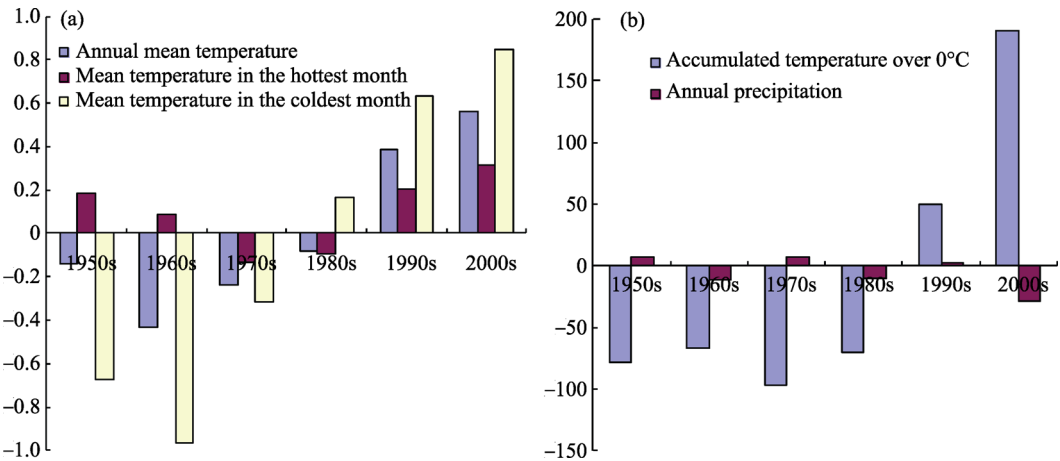 (a)
Annual mean temperature
Mean temperature in the hottest month
Mean temperature in the coldest month
1.0
0.8
0.6
0.4
0.2
0
−0.2
−0.4
−0.6
−0.8
−1.0
1950s 1960s 1970s 1980s 1990s 2000s
(b)
Accumulated temperature over 0°C
Annual precipitation
200
150
100
50
0
−50
−100
−150
1950s 1960s 1970s 1980s 1990s 2000s